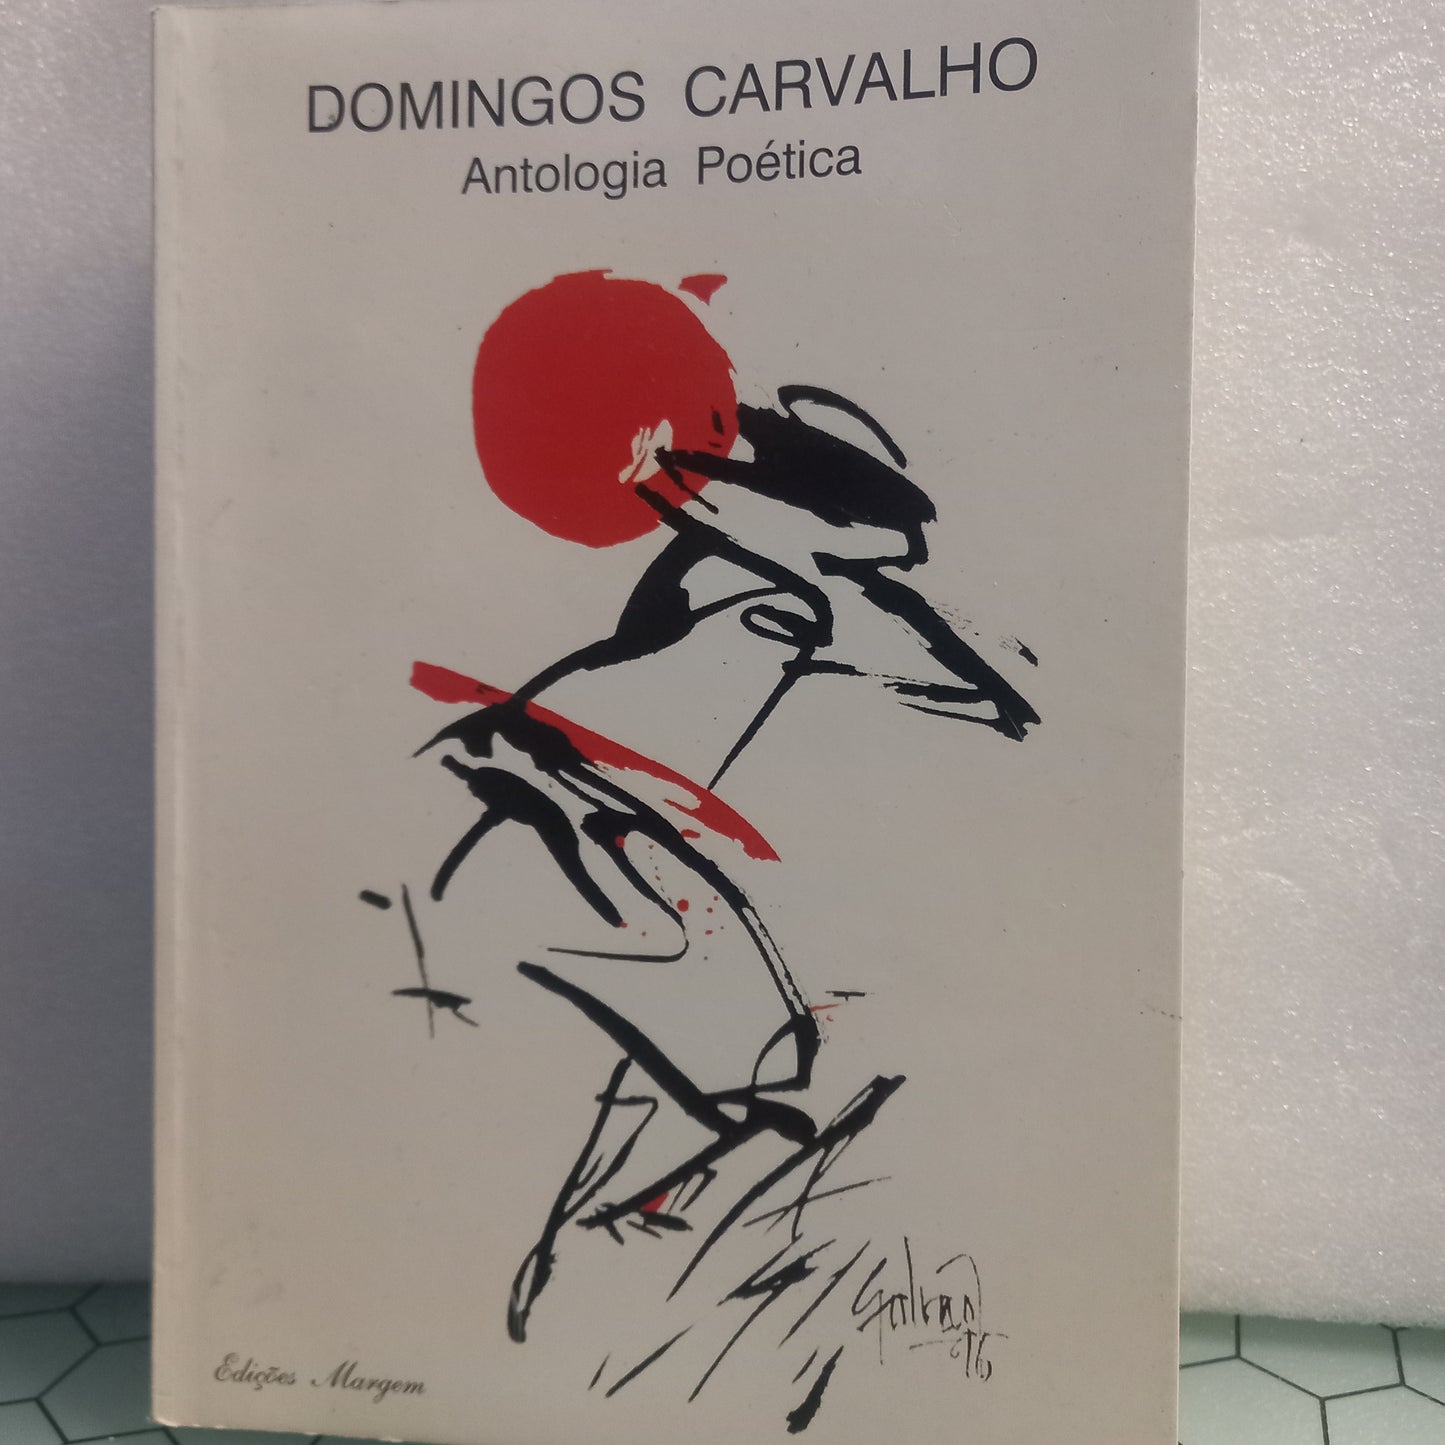 DOMINGOS CARVALHO
Antologia Poética
Edições Margem